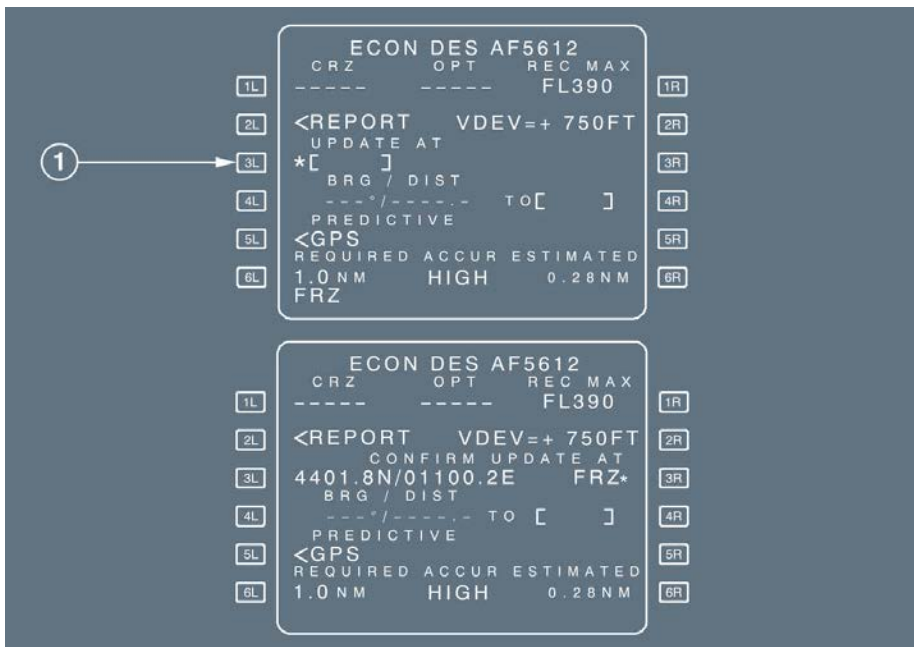 ECON DES AF5612
CRZ OPT REC MAX
1L ----- ----- FL390 1R
2L <REPORT VDEV=+ 750FT 2R
UPDATE AT
1 3L *[ ] 3R
BRG / DIST
4L ---°/----.- TO[ ] 4R
PREDICTIVE
5L <GPS 5R
REQUIRED ACCUR ESTIMATED
6L 1.0NM HIGH 0.28NM 6R
FRZ
ECON DES AF5612
CRZ OPT REC MAX
1L ----- ----- FL390 1R
2L <REPORT VDEV=+ 750FT 2R
CONFIRM UPDATE AT
3L 4401.8N/01100.2E FRZ* 3R
BRG / DIST
4L ---°/----.- TO [ ] 4R
PREDICTIVE
5L <GPS 5R
REQUIRED ACCUR ESTIMATED
6L 1.0NM HIGH 0.28NM 6R